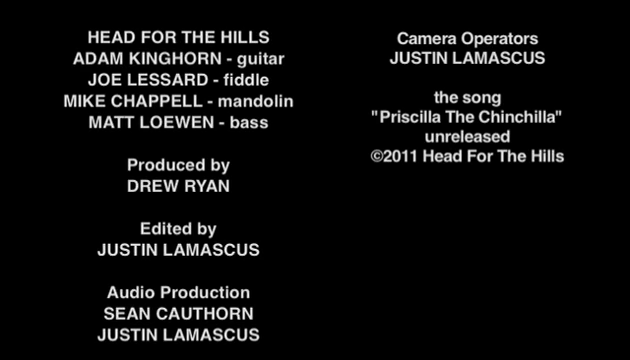 HEAD FOR THE HILLS
ADAM KINGHORN - guitar
JOE LESSARD - fiddle
MIKE CHAPPELL - mandolin
MATT LOEWEN - bass
Produced by
DREW RYAN
Edited by
JUSTIN LAMASCUS
Audio Production
SEAN CAUTHORN
JUSTIN LAMASCUS
Camera Operators
JUSTIN LAMASCUS
the song
"Priscilla The Chinchilla"
unreleased
©2011 Head For The Hills